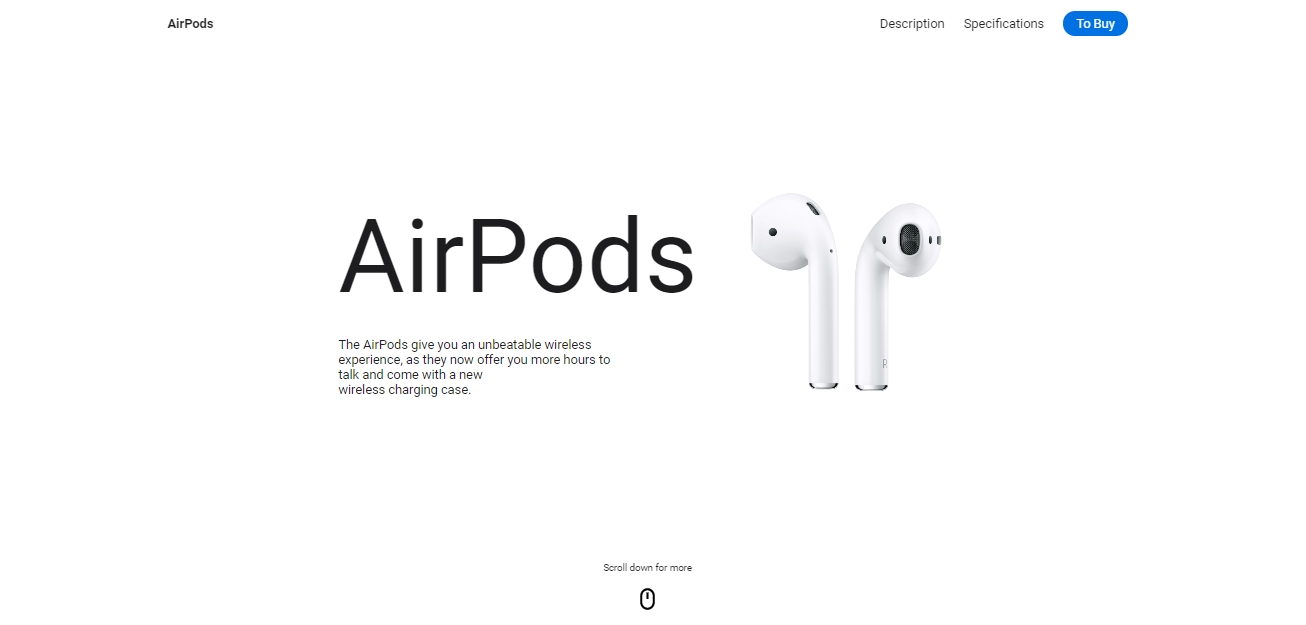 AirPods
Description
Specifications
To Buy
AirPods
The AirPods give you an unbeatable wireless
experience, as they now offer you more hours to
talk and come with a new
wireless charging case.
R
Scroll down for more